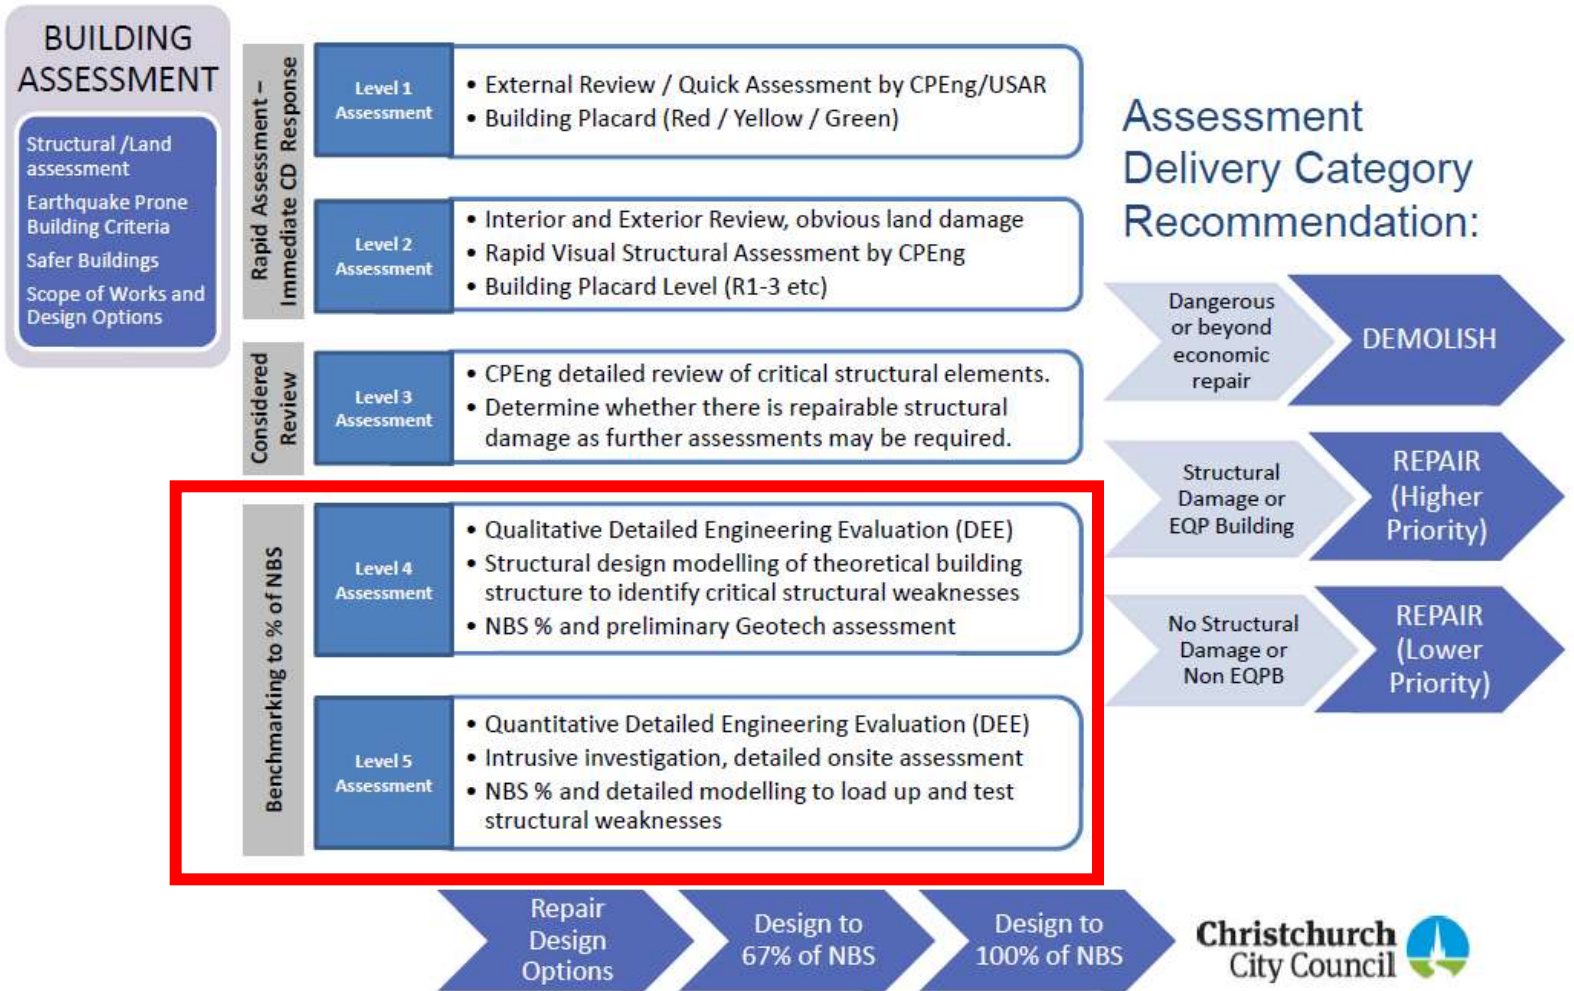 BUILDING
ASSESSMENT
Structural /Land
assessment
Earthquake Prone
Building Criteria
Safer Buildings
Scope of Works and
Design Options
Rapid Assessment –
Immediate CD Response
Level 1
Assessment
• External Review / Quick Assessment by CPEng/USAR
• Building Placard (Red / Yellow / Green)
Level 2
Assessment
• Interior and Exterior Review, obvious land damage
• Rapid Visual Structural Assessment by CPEng
• Building Placard Level (R1-3 etc)
Considered
Review
Level 3
Assessment
• CPEng detailed review of critical structural elements.
• Determine whether there is repairable structural
damage as further assessments may be required.
Benchmarking to % of NBS
Level 4
Assessment
• Qualitative Detailed Engineering Evaluation (DEE)
• Structural design modelling of theoretical building
structure to identify critical structural weaknesses
• NBS % and preliminary Geotech assessment
Level 5
Assessment
• Quantitative Detailed Engineering Evaluation (DEE)
• Intrusive investigation, detailed onsite assessment
• NBS % and detailed modelling to load up and test
structural weaknesses
Assessment
Delivery Category
Recommendation:
Dangerous
or beyond
economic
repair
DEMOLISH
Structural
Damage or
EQP Building
REPAIR
(Higher
Priority)
No Structural
Damage or
Non EQPB
REPAIR
(Lower
Priority)
Repair
Design
Options
Design to
67% of NBS
Design to
100% of NBS
Christchurch
City Council